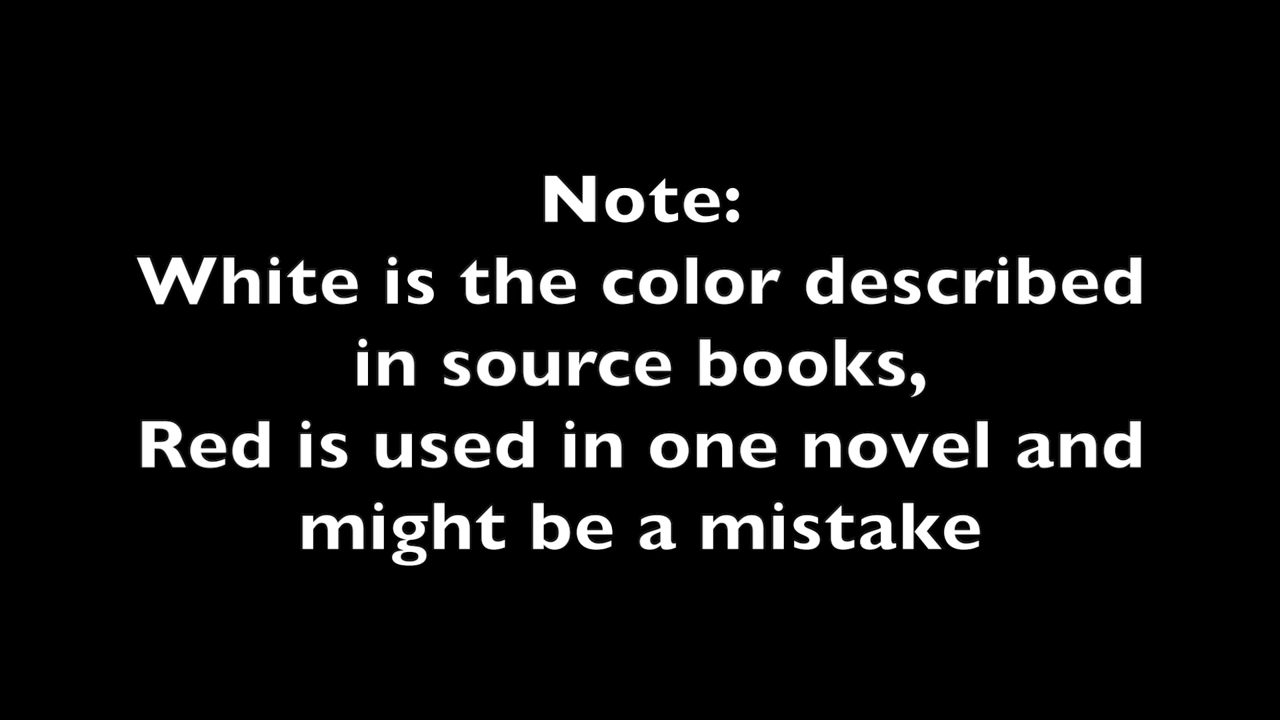 Note:
White is the color described
in source books,
Red is used in one novel and
might be a mistake